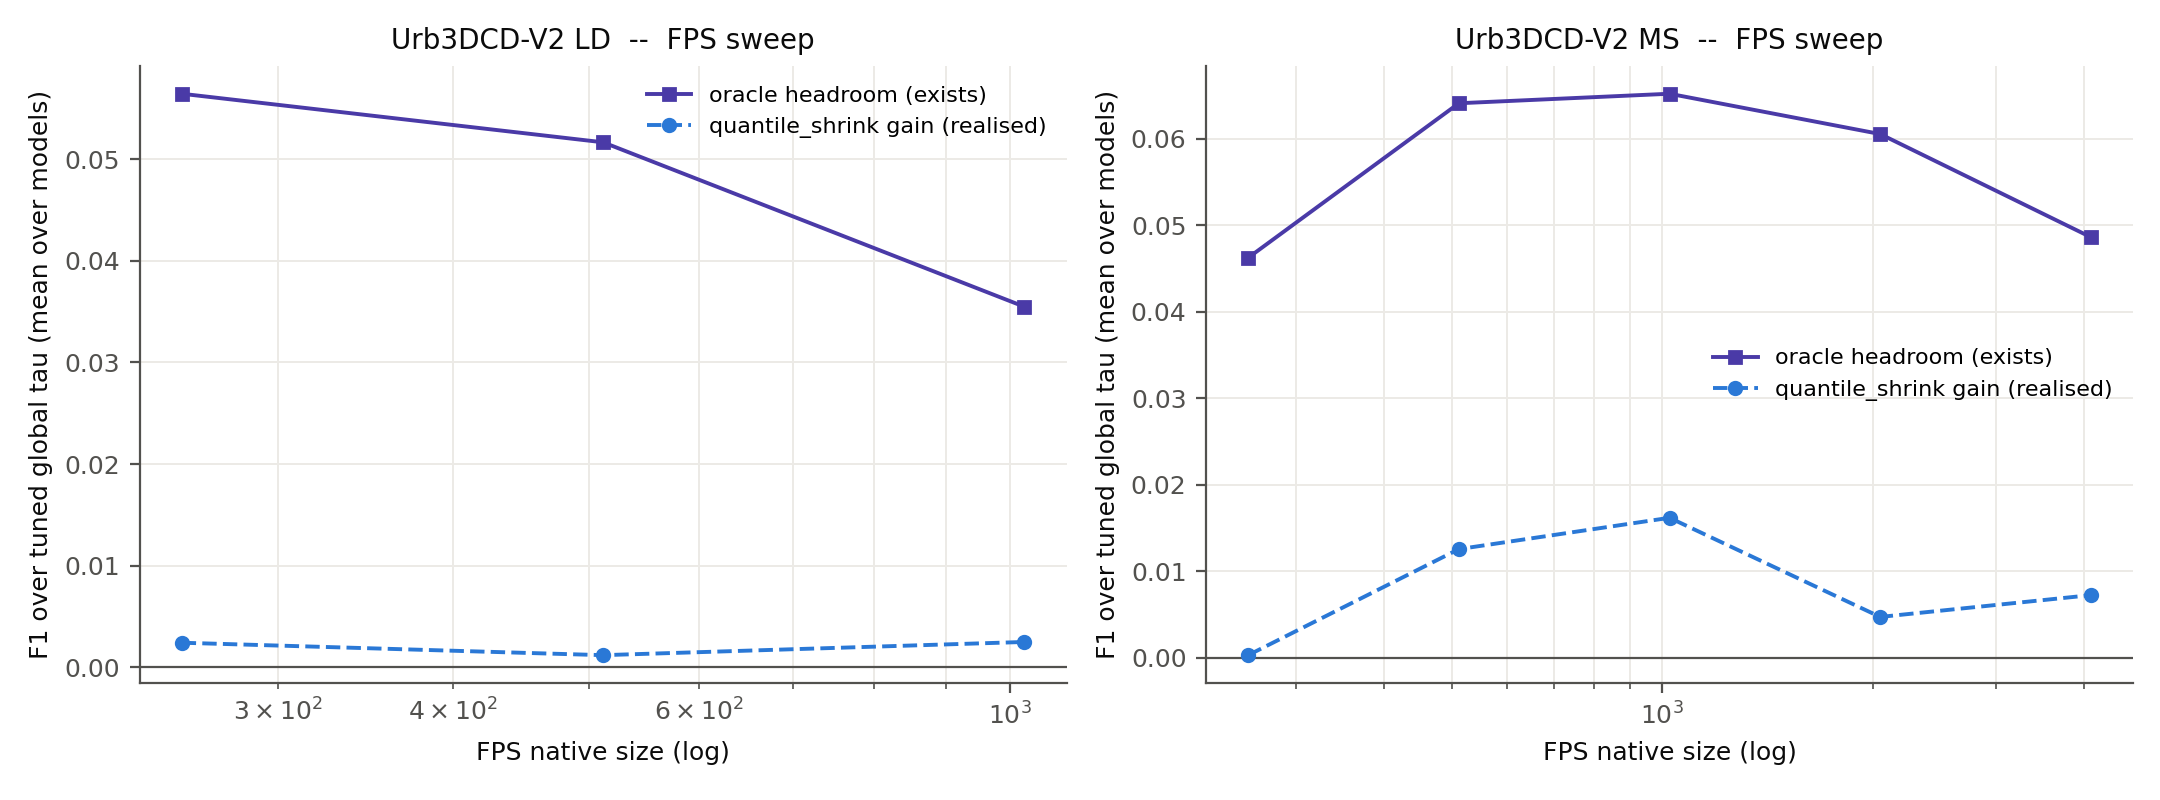 Urb3DCD-V2 LD -- FPS sweep
F1 over tuned global tau (mean over models)
0.05
0.04
0.03
0.02
0.01
0.00
oracle headroom (exists)
quantile_shrink gain (realised)
3 × 10²
4 × 10²
6 × 10²
10³
FPS native size (log)
Urb3DCD-V2 MS -- FPS sweep
F1 over tuned global tau (mean over models)
0.06
0.05
0.04
0.03
0.02
0.01
0.00
oracle headroom (exists)
quantile_shrink gain (realised)
10³
FPS native size (log)